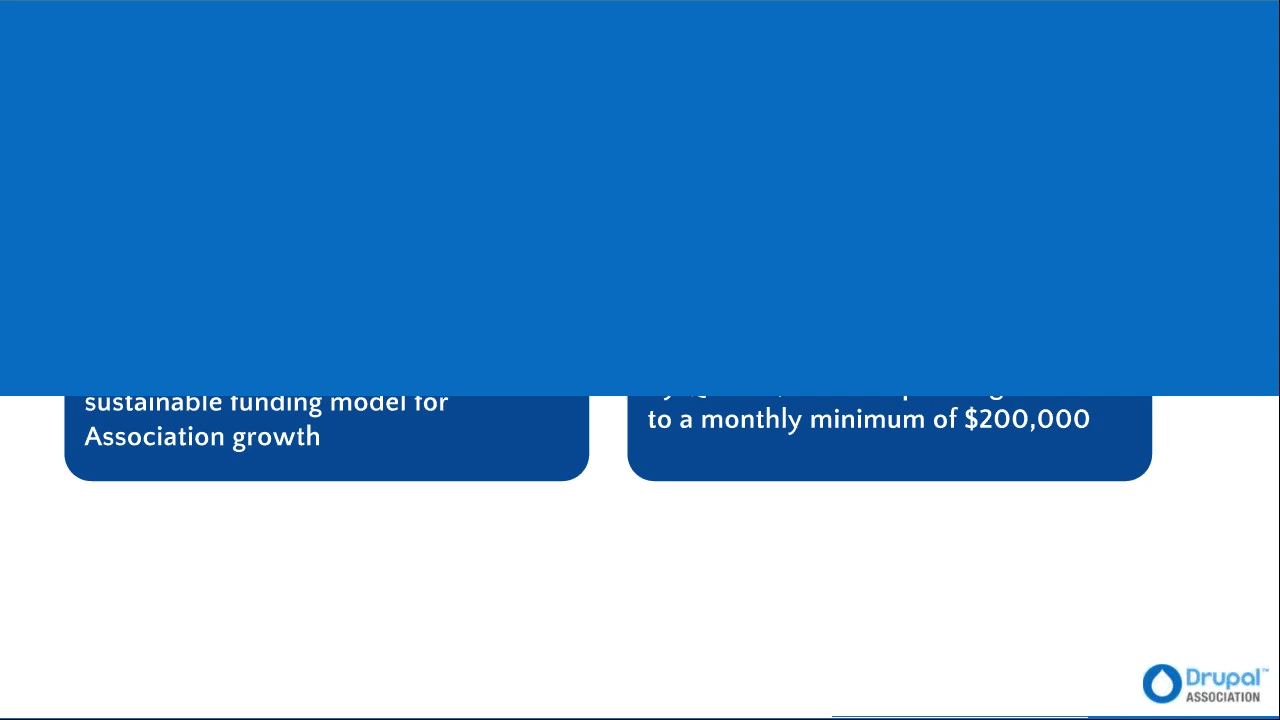 sustainable funding model for
Association growth
to a monthly minimum of $200,000
Drupal™
ASSOCIATION